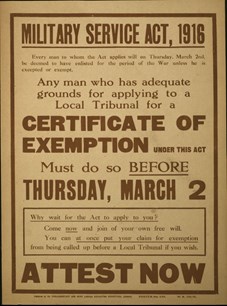 MILITARY SERVICE ACT, 1916
Every man to whom the Act applies will on Thursday, March 2nd,
be deemed to have enlisted for the period of the War unless he is
excepted or exempt.
Any man who has adequate
grounds for applying to a
Local Tribunal for a
CERTIFICATE OF
EXEMPTION UNDER THIS ACT
Must do so BEFORE
THURSDAY, MARCH 2
Why wait for the Act to apply to you?
Come now and join of your own free will.
You can at once put your claim for exemption
from being called up before a Local Tribunal if you wish.
ATTEST NOW